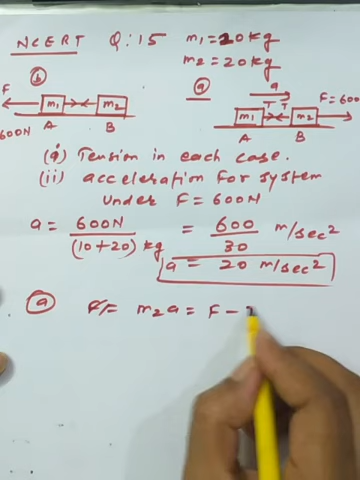 NCERT Q:15 m₁=20kg
m₂=20kg
(b) (a) a
F F=600
m₁ m₂ T T m₁ m₂
600N A B A B
(i) Tension in each case.
(ii) acceleration for system
under F=600N
a = 600N / (10+20) kg = 600 / 30 m/sec²
a = 20 m/sec²
(a) m₂a = F -